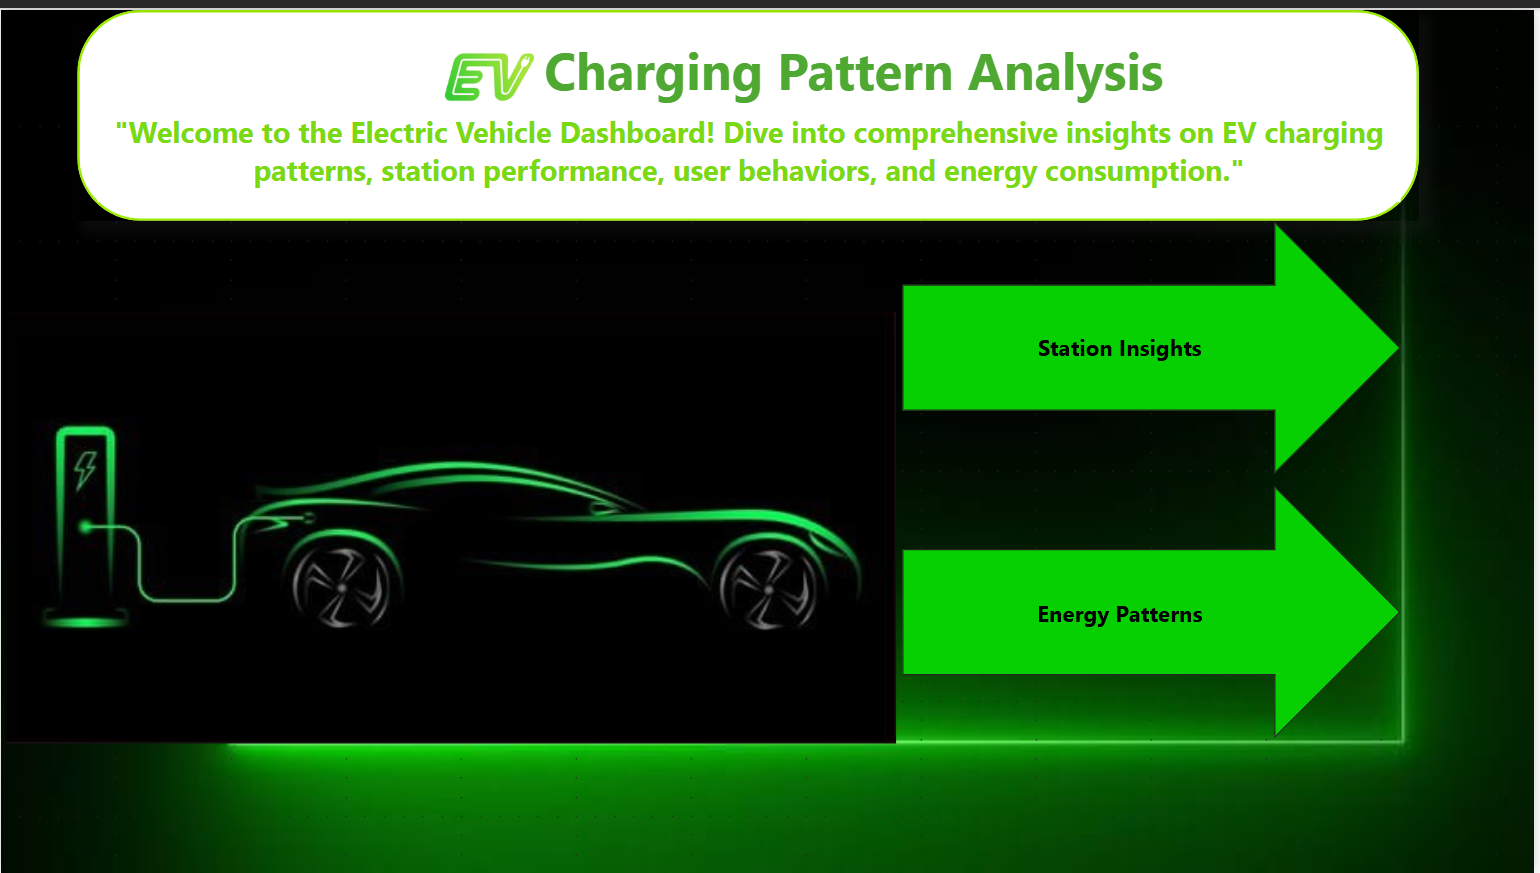 EV Charging Pattern Analysis
"Welcome to the Electric Vehicle Dashboard! Dive into comprehensive insights on EV charging
patterns, station performance, user behaviors, and energy consumption."
Station Insights
Energy Patterns